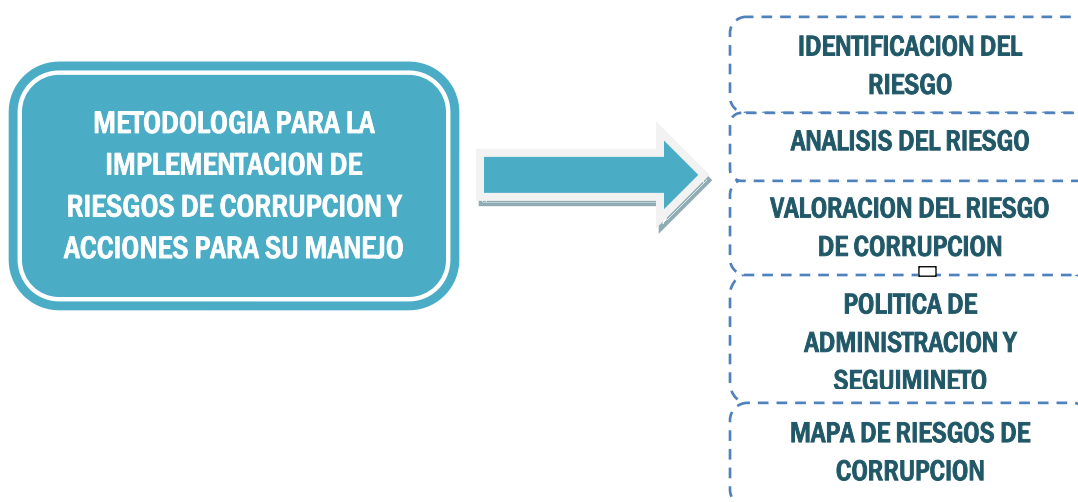 METODOLOGIA PARA LA
IMPLEMENTACION DE
RIESGOS DE CORRUPCION Y
ACCIONES PARA SU MANEJO
IDENTIFICACION DEL
RIESGO
ANALISIS DEL RIESGO
VALORACION DEL RIESGO
DE CORRUPCION
POLITICA DE
ADMINISTRACION Y
SEGUIMINETO
MAPA DE RIESGOS DE
CORRUPCION